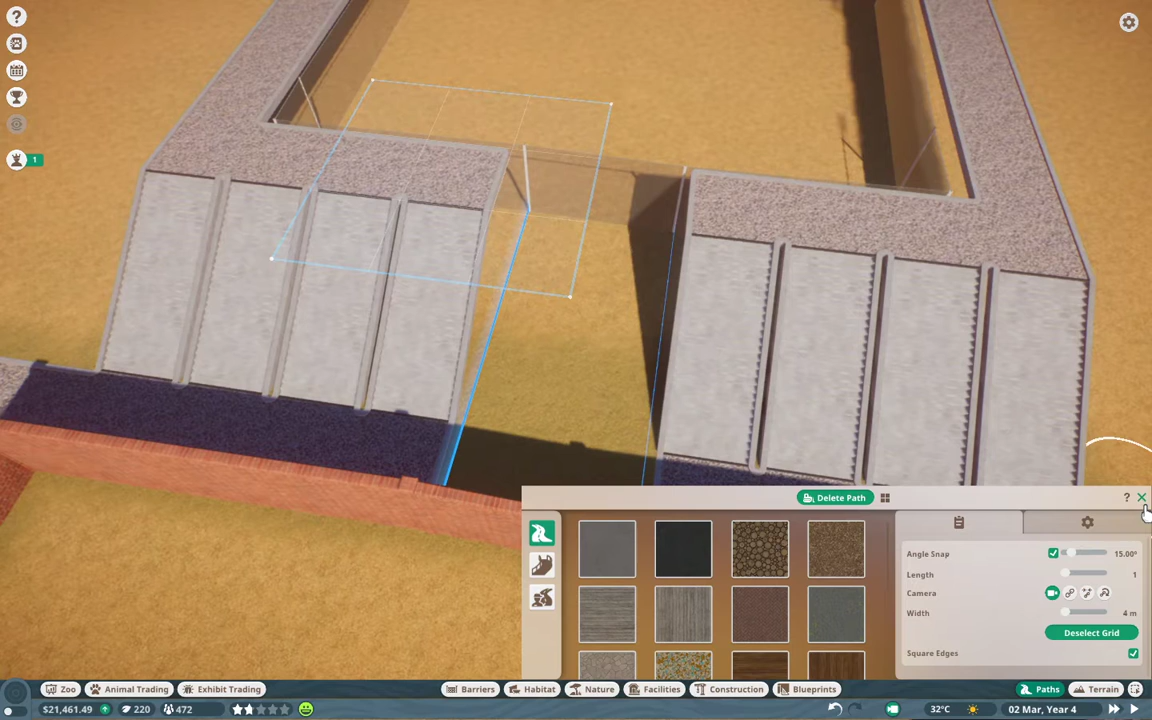 ?
1
Delete Path
?
Angle Snap 15.00°
Length 1
Camera
Width 4 m
Deselect Grid
Square Edges
Zoo Animal Trading Exhibit Trading Barriers Habitat Nature Facilities Construction Blueprints Paths Terrain
$21,461.49 220 472 32°C 02 Mar, Year 4